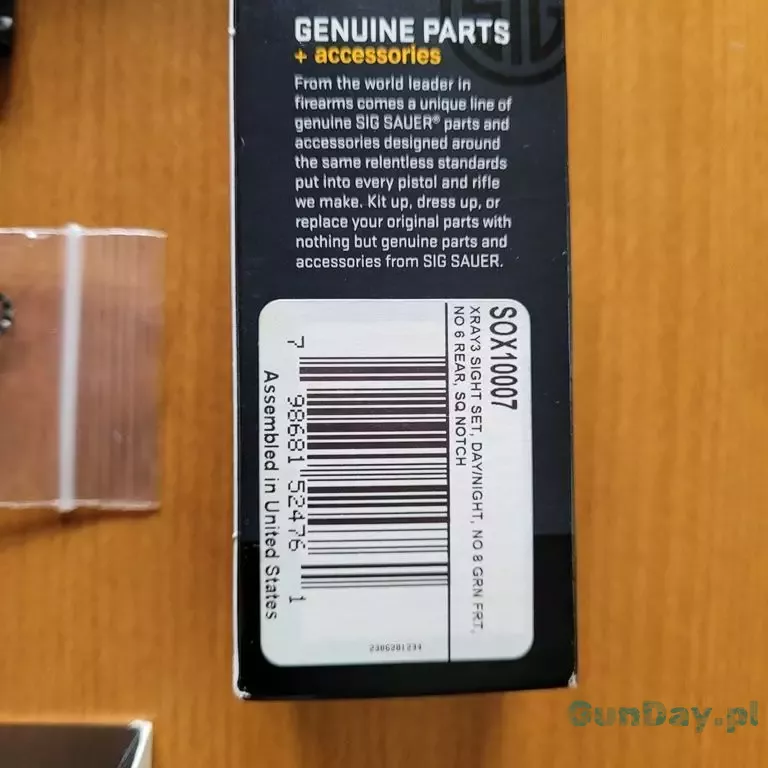 GENUINE PARTS
+ accessories
From the world leader in
firearms comes a unique line of
genuine SIG SAUER® parts and
accessories designed around
the same relentless standards
put into every pistol and rifle
we make. Kit up, dress up, or
replace your original parts with
nothing but genuine parts and
accessories from SIG SAUER.
SIG
SOX10007
XRAY3 SIGHT SET, DAY/NIGHT, NO 8 GRN FRT,
NO 6 REAR, SQ NOTCH
7 98681 52476 1
Assembled in United States
2306201234
GunDay.pl